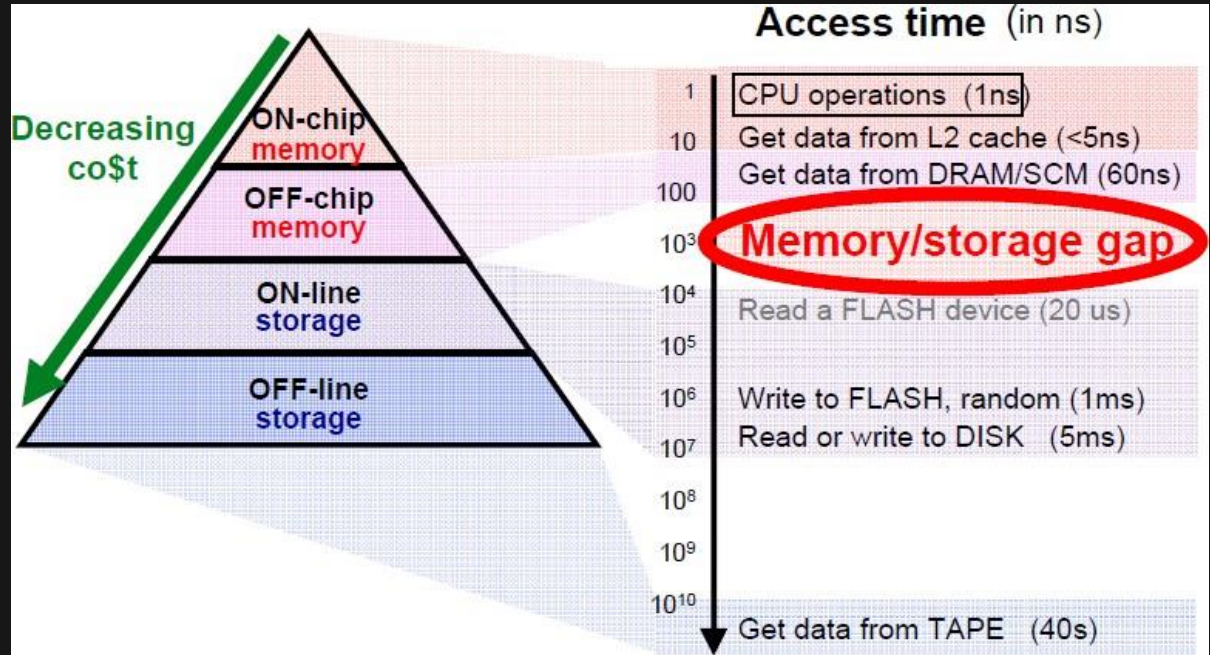 Access time (in ns)
Decreasing
co$t
ON-chip
memory
OFF-chip
memory
ON-line
storage
OFF-line
storage
1
CPU operations (1ns)
10
Get data from L2 cache (<5ns)
100
Get data from DRAM/SCM (60ns)
10³
Memory/storage gap
10⁴
Read a FLASH device (20 us)
10⁵
10⁶
Write to FLASH, random (1ms)
10⁷
Read or write to DISK (5ms)
10⁸
10⁹
10¹⁰
Get data from TAPE (40s)